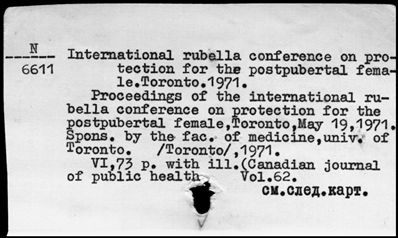 N
6611
International rubella conference on pro-
tection for the postpubertal fema-
le.Toronto.1971.
Proceedings of the international ru-
bella conference on protection for the
postpubertal female,Toronto,May 19,1971.
Spons. by the fac. of medicine,univ. of
Toronto. /Toronto/,1971.
VI,73 p. with ill.(Canadian journal
of public health Vol.62.
см.след.карт.